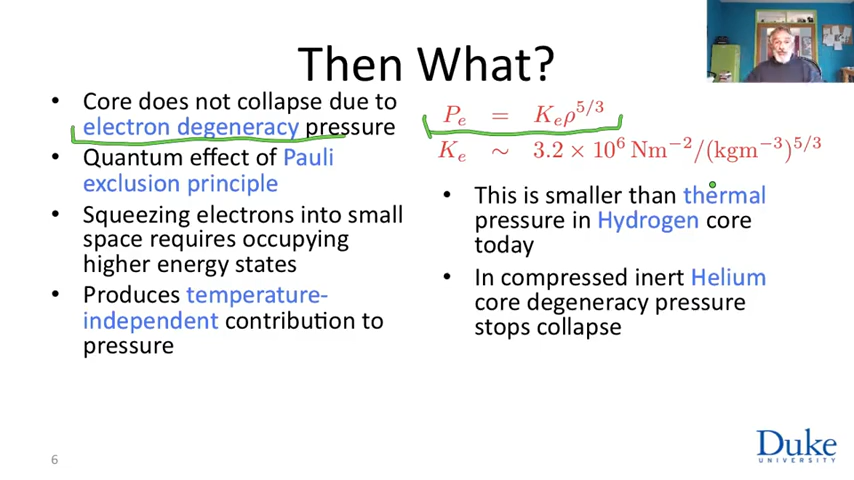 Then What?
• Core does not collapse due to
electron degeneracy pressure
• Quantum effect of Pauli
exclusion principle
• Squeezing electrons into small
space requires occupying
higher energy states
• Produces temperature-
independent contribution to
pressure
P_e = K_e ρ^{5/3}
K_e ~ 3.2 × 10^6 Nm^{-2}/(kgm^{-3})^{5/3}
• This is smaller than thermal
pressure in Hydrogen core
today
• In compressed inert Helium
core degeneracy pressure
stops collapse
6
Duke
UNIVERSITY